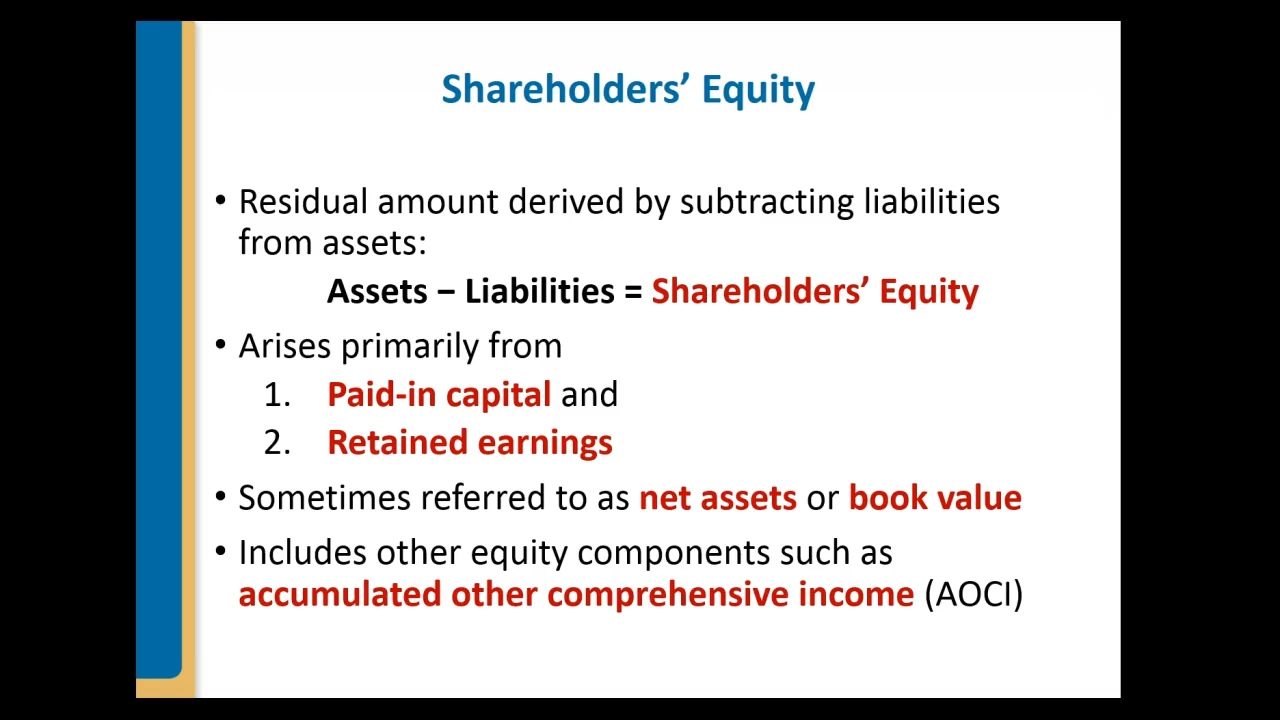 Shareholders’ Equity
• Residual amount derived by subtracting liabilities
from assets:
Assets – Liabilities = Shareholders’ Equity
• Arises primarily from
1. Paid-in capital and
2. Retained earnings
• Sometimes referred to as net assets or book value
• Includes other equity components such as
accumulated other comprehensive income (AOCI)